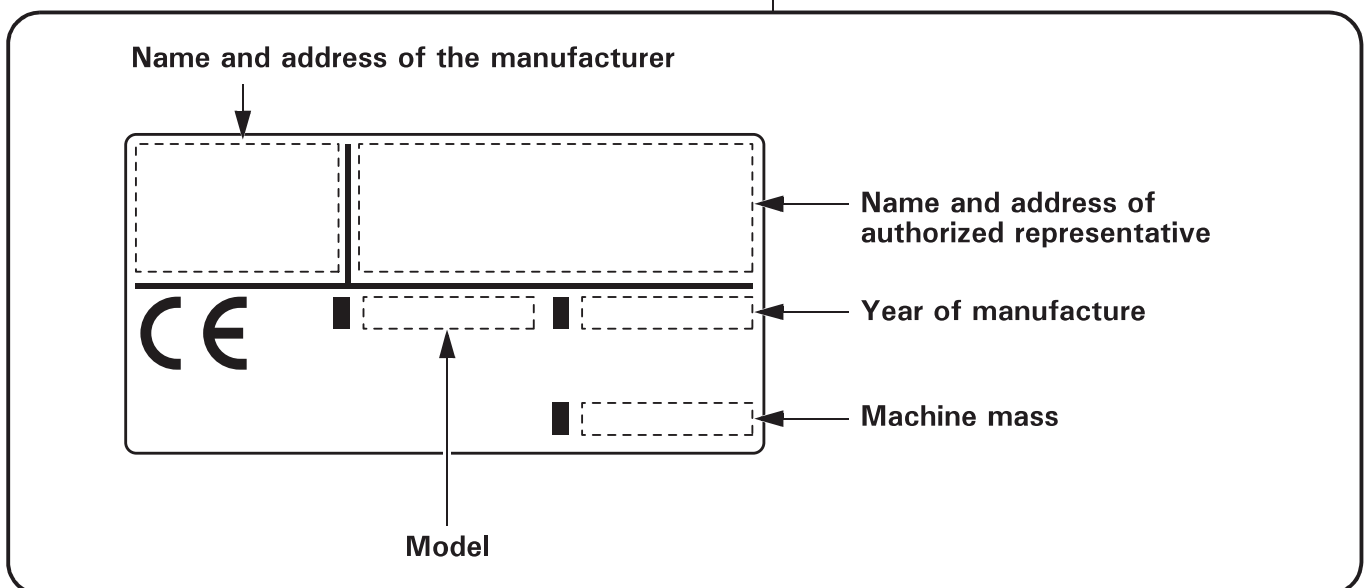 Name and address of the manufacturer
Name and address of
authorized representative
CE
Year of manufacture
Machine mass
Model